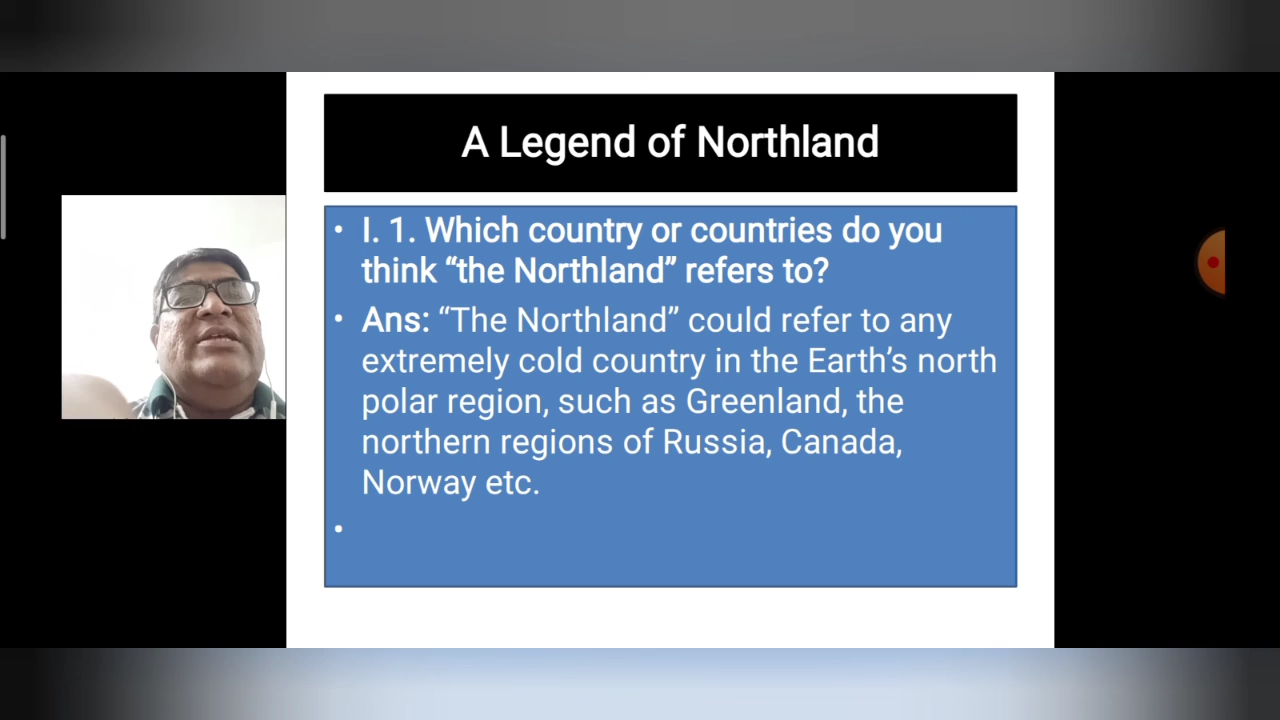 A Legend of Northland
• I. 1. Which country or countries do you
think “the Northland” refers to?
• Ans: “The Northland” could refer to any
extremely cold country in the Earth’s north
polar region, such as Greenland, the
northern regions of Russia, Canada,
Norway etc.
•